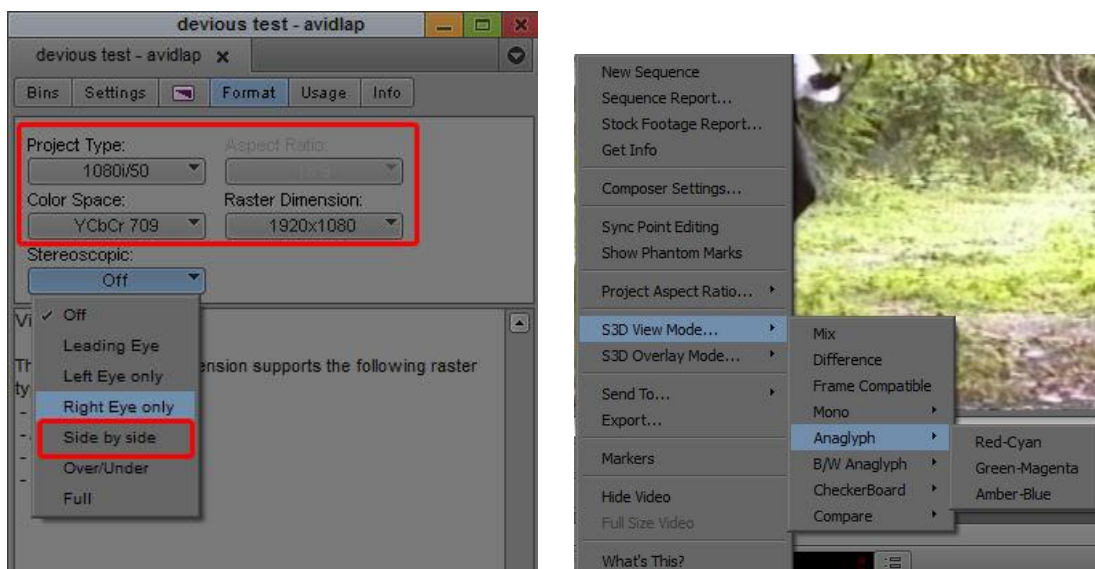 devious test - avidlap
devious test - avidlap
Bins Settings Format Usage Info
Project Type: Aspect Ratio:
1080i/50
Color Space: Raster Dimension:
YCbCr 709 1920x1080
Stereoscopic:
Off
Off
Leading Eye
Left Eye only
Right Eye only
Side by side
Over/Under
Full
ension supports the following raster
New Sequence
Sequence Report...
Stock Footage Report...
Get Info
Composer Settings...
Sync Point Editing
Show Phantom Marks
Project Aspect Ratio...
S3D View Mode...
S3D Overlay Mode...
Send To...
Export...
Markers
Hide Video
Full Size Video
What's This?
Mix
Difference
Frame Compatible
Mono
Anaglyph
B/W Anaglyph
CheckerBoard
Compare
Red-Cyan
Green-Magenta
Amber-Blue